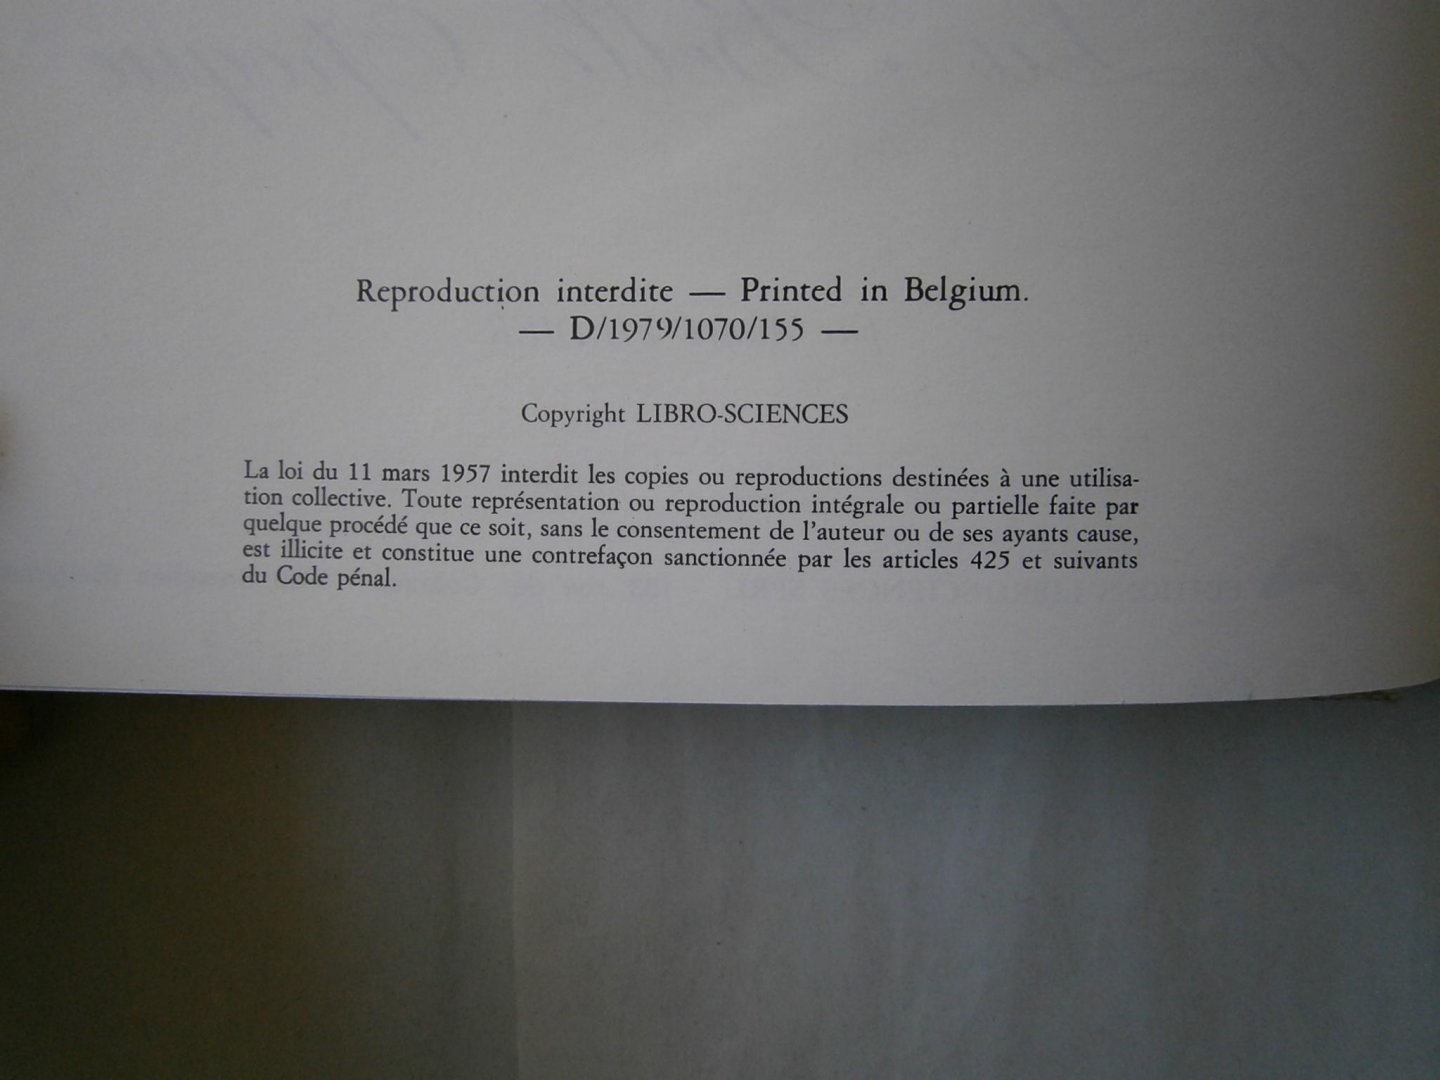 Reproduction interdite — Printed in Belgium.
— D/1979/1070/155 —
Copyright LIBRO-SCIENCES
La loi du 11 mars 1957 interdit les copies ou reproductions destinées à une utilisa-
tion collective. Toute représentation ou reproduction intégrale ou partielle faite par
quelque procédé que ce soit, sans le consentement de l'auteur ou de ses ayants cause,
est illicite et constitue une contrefaçon sanctionnée par les articles 425 et suivants
du Code pénal.